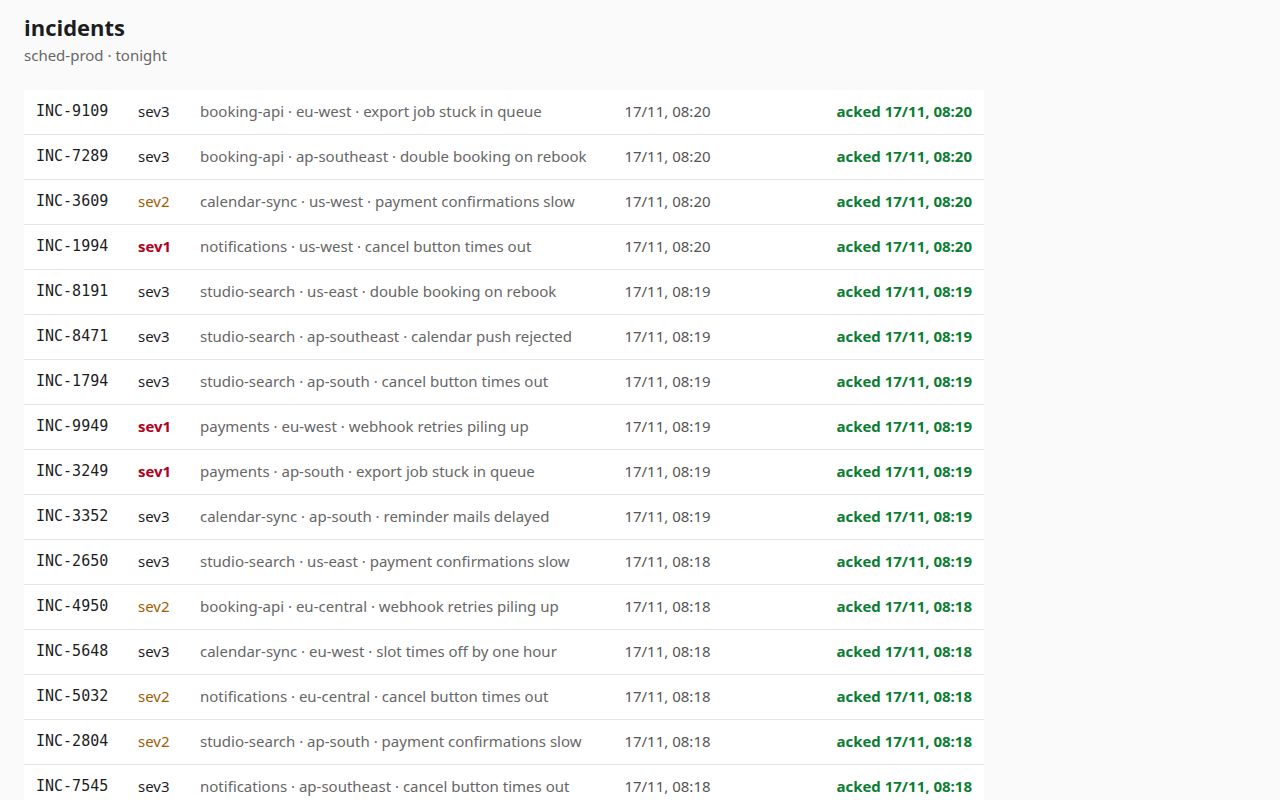 incidents
sched-prod · tonight
INC-9109 sev3 booking-api · eu-west · export job stuck in queue 17/11, 08:20 acked 17/11, 08:20
INC-7289 sev3 booking-api · ap-southeast · double booking on rebook 17/11, 08:20 acked 17/11, 08:20
INC-3609 sev2 calendar-sync · us-west · payment confirmations slow 17/11, 08:20 acked 17/11, 08:20
INC-1994 sev1 notifications · us-west · cancel button times out 17/11, 08:20 acked 17/11, 08:20
INC-8191 sev3 studio-search · us-east · double booking on rebook 17/11, 08:19 acked 17/11, 08:19
INC-8471 sev3 studio-search · ap-southeast · calendar push rejected 17/11, 08:19 acked 17/11, 08:19
INC-1794 sev3 studio-search · ap-south · cancel button times out 17/11, 08:19 acked 17/11, 08:19
INC-9949 sev1 payments · eu-west · webhook retries piling up 17/11, 08:19 acked 17/11, 08:19
INC-3249 sev1 payments · ap-south · export job stuck in queue 17/11, 08:19 acked 17/11, 08:19
INC-3352 sev3 calendar-sync · ap-south · reminder mails delayed 17/11, 08:19 acked 17/11, 08:19
INC-2650 sev3 studio-search · us-east · payment confirmations slow 17/11, 08:18 acked 17/11, 08:19
INC-4950 sev2 booking-api · eu-central · webhook retries piling up 17/11, 08:18 acked 17/11, 08:18
INC-5648 sev3 calendar-sync · eu-west · slot times off by one hour 17/11, 08:18 acked 17/11, 08:18
INC-5032 sev2 notifications · eu-central · cancel button times out 17/11, 08:18 acked 17/11, 08:18
INC-2804 sev2 studio-search · ap-south · payment confirmations slow 17/11, 08:18 acked 17/11, 08:18
INC-7545 sev3 notifications · ap-southeast · cancel button times out 17/11, 08:18 acked 17/11, 08:18